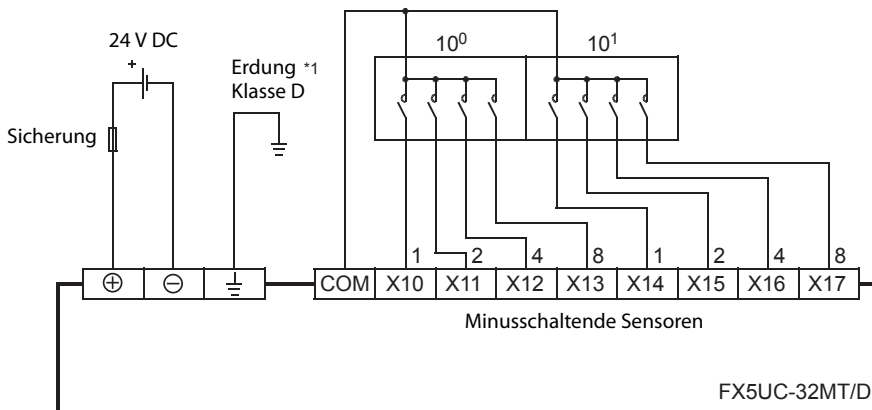 10⁰ 10¹
24 V DC
+
Erdung *1
Klasse D
Sicherung
1 2 4 8 1 2 4 8
⊕ ⊖ ⏚ COM X10 X11 X12 X13 X14 X15 X16 X17
Minusschaltende Sensoren
FX5UC-32MT/D